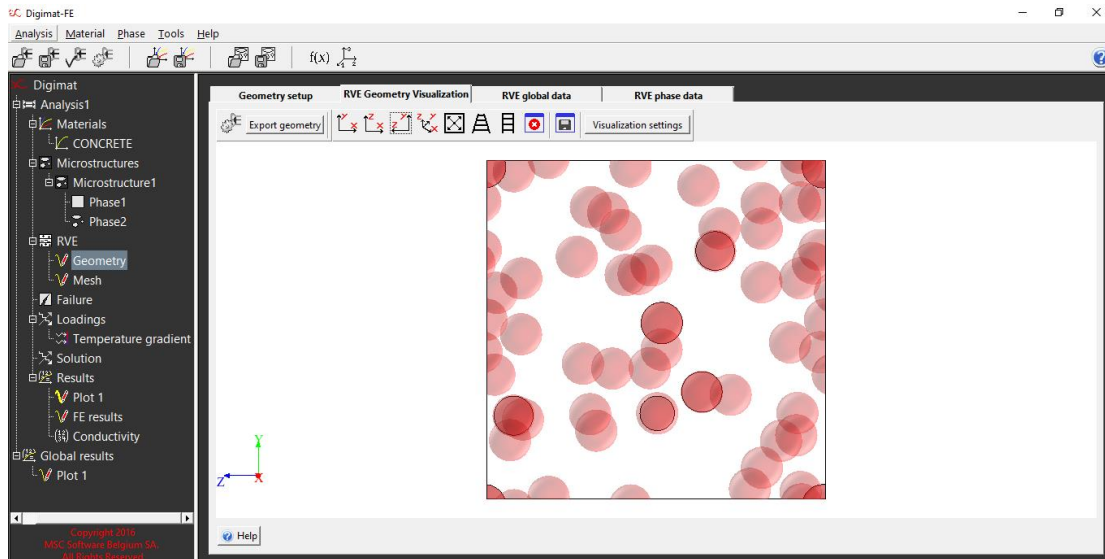 Digimat-FE
Analysis Material Phase Tools Help
f(x)
Digimat
Analysis1
Materials
CONCRETE
Microstructures
Microstructure1
Phase1
Phase2
RVE
Geometry
Mesh
Failure
Loadings
Temperature gradient
Solution
Results
Plot 1
FE results
Conductivity
Global results
Plot 1
Copyright 2016
MSC Software Belgium SA.
All Rights Reserved
Geometry setup RVE Geometry Visualization RVE global data RVE phase data
Export geometry Visualization settings
Y
Z X
Help